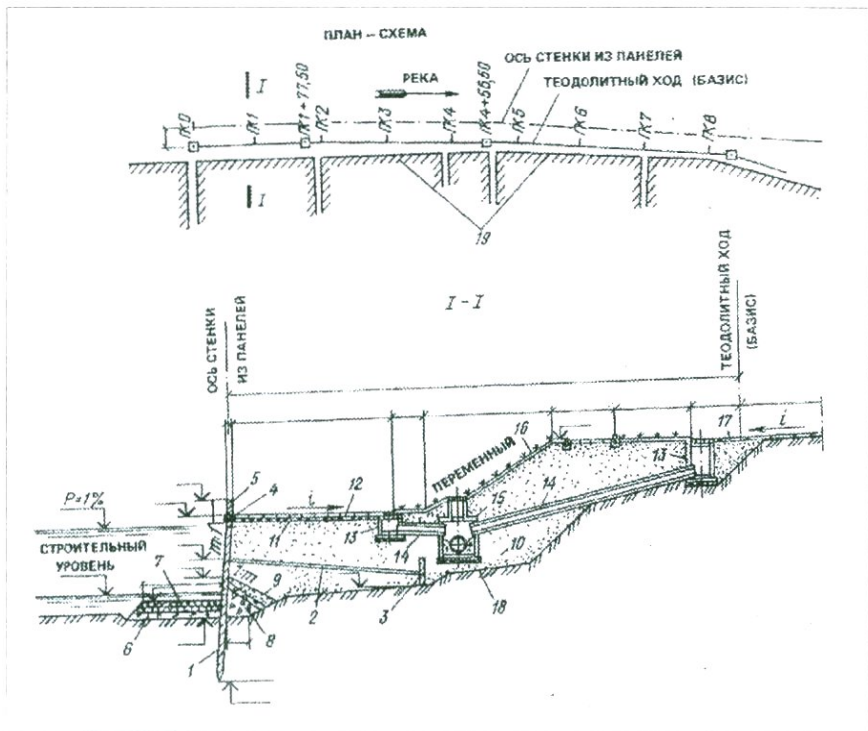 ПЛАН – СХЕМА
ОСЬ СТЕНКИ ИЗ ПАНЕЛЕЙ
I
РЕКА
ТЕОДОЛИТНЫЙ ХОД (БАЗИС)
ПК0
ПК1
ПК1 + 77,50
ПК2
ПК3
ПК4
ПК4+56,50
ПК5
ПК6
ПК7
ПК8
I
19
I – I
ОСЬ СТЕНКИ
ИЗ ПАНЕЛЕЙ
ТЕОДОЛИТНЫЙ ХОД
(БАЗИС)
ПЕРЕМЕННЫЙ
16
17
i
5
4
i
12
13
P=1%
15
14
11
13
14
СТРОИТЕЛЬНЫЙ
УРОВЕНЬ
7
1:m
9
10
6
8
2
3
18
1